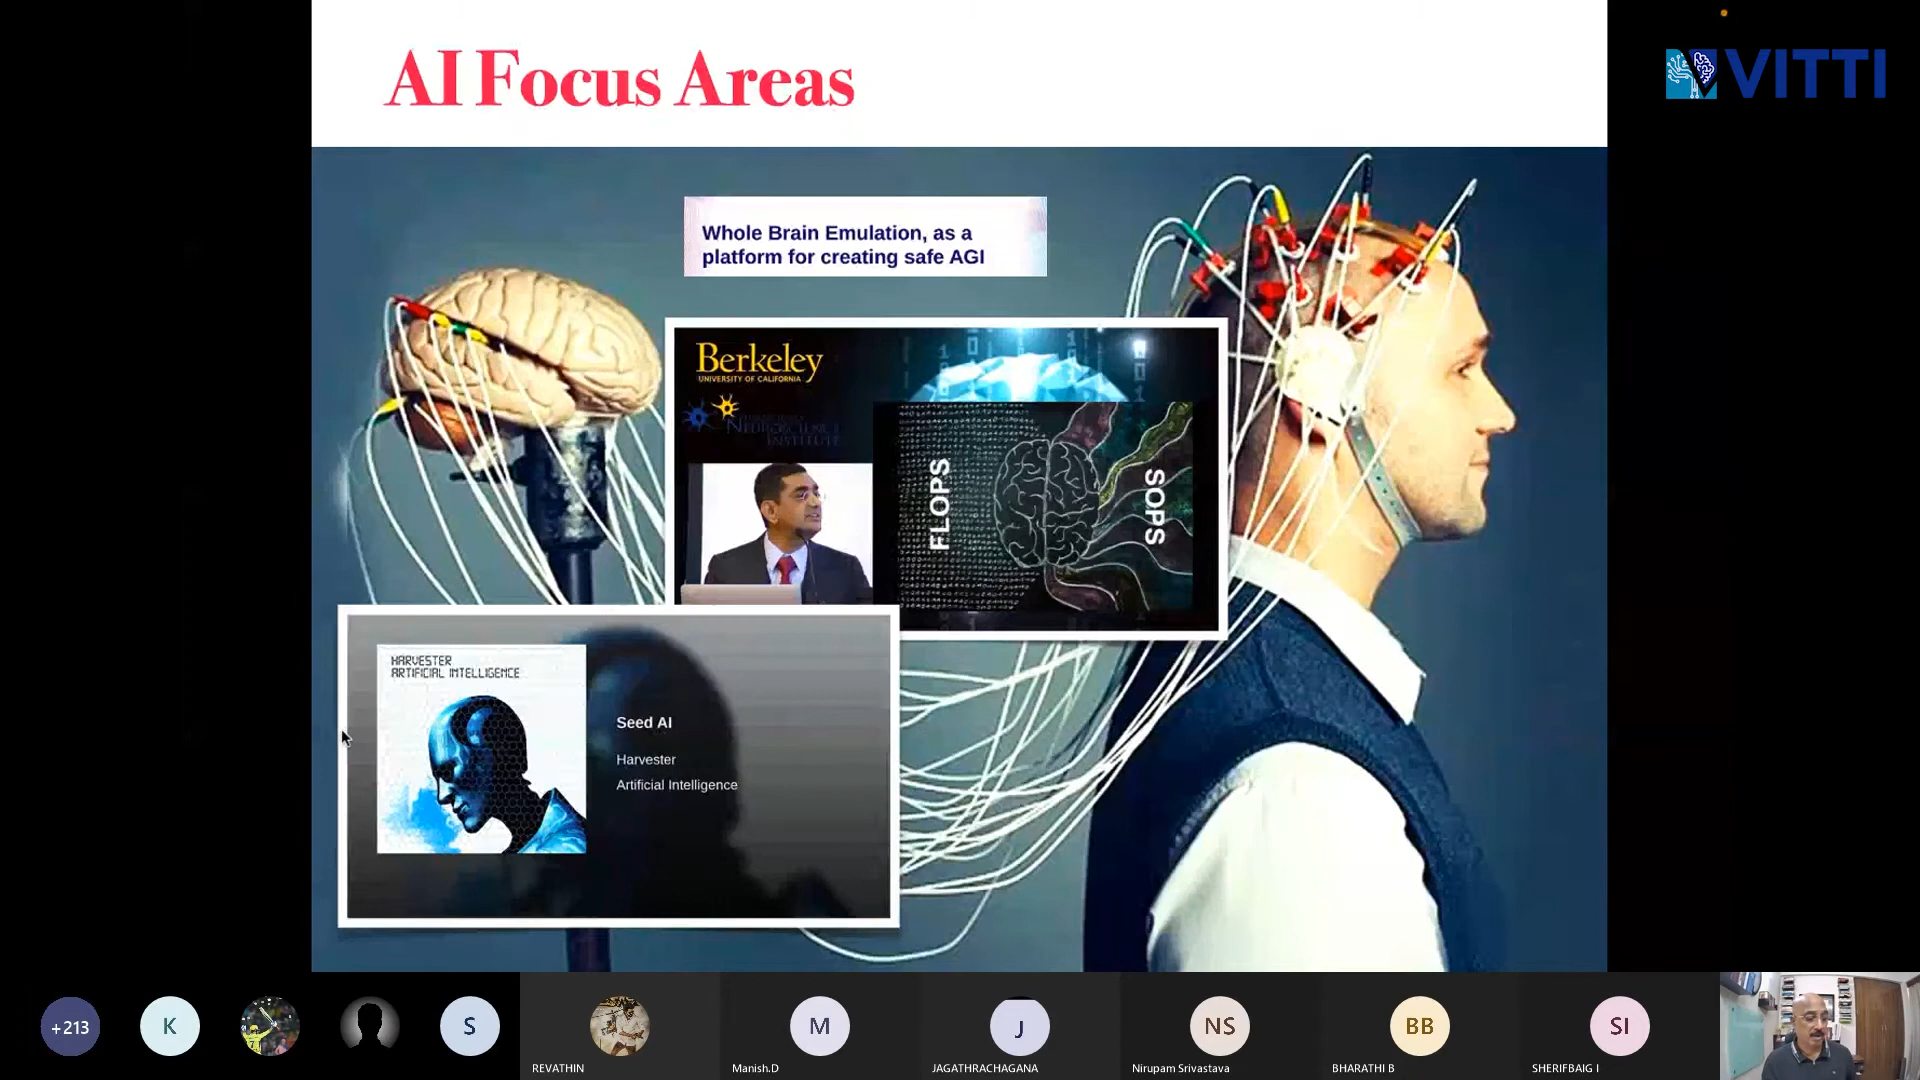 AI Focus Areas
VITTI
Whole Brain Emulation, as a
platform for creating safe AGI
Berkeley
UNIVERSITY OF CALIFORNIA
NEUROSCIENCE
INSTITUTE
FLOPS
SOPS
HARVESTER
ARTIFICIAL INTELLIGENCE
Seed AI
Harvester
Artificial Intelligence
+213
K
S
REVATHIN
M
Manish.D
J
JAGATHRACHAGANA
NS
Nirupam Srivastava
BB
BHARATHI B
SI
SHERIFBAIG I